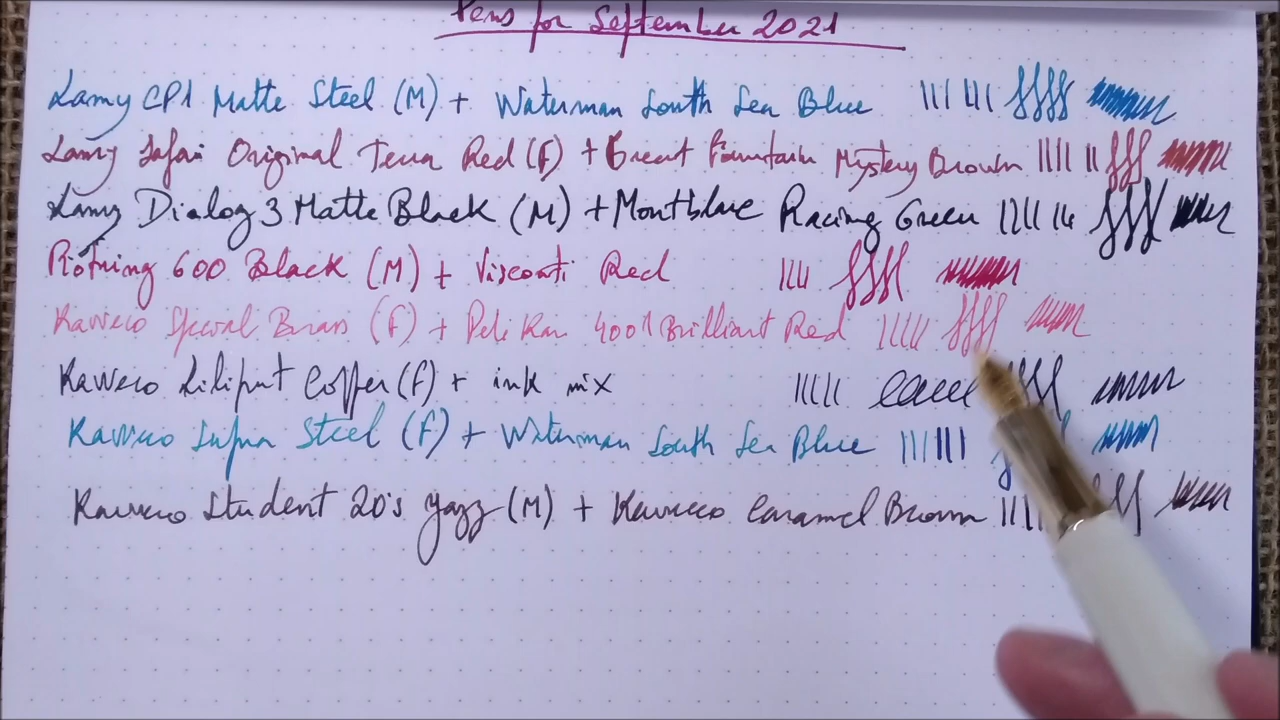 Pens for September 2021
Lamy CP1 Matte Steel (M) + Waterman South Sea Blue
Lamy Safari Original Terra Red (F) + Great Fountain Mystery Brown
Lamy Dialog 3 Matte Black (M) + Montblanc Racing Green
Rotring 600 Black (M) + Visconti Red
Kaweco Special Brass (F) + Pelikan 4001 Brilliant Red
Kaweco Liliput Copper (F) + ink mix
Kaweco Supra Steel (F) + Waterman South Sea Blue
Kaweco Student 20's Yazz (M) + Kaweco Caramel Brown